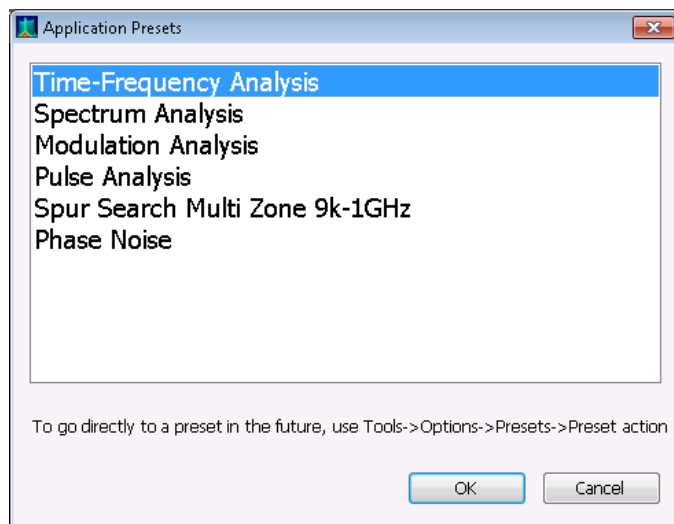 Application Presets
Time-Frequency Analysis
Spectrum Analysis
Modulation Analysis
Pulse Analysis
Spur Search Multi Zone 9k-1GHz
Phase Noise
To go directly to a preset in the future, use Tools->Options->Presets->Preset action
OK
Cancel